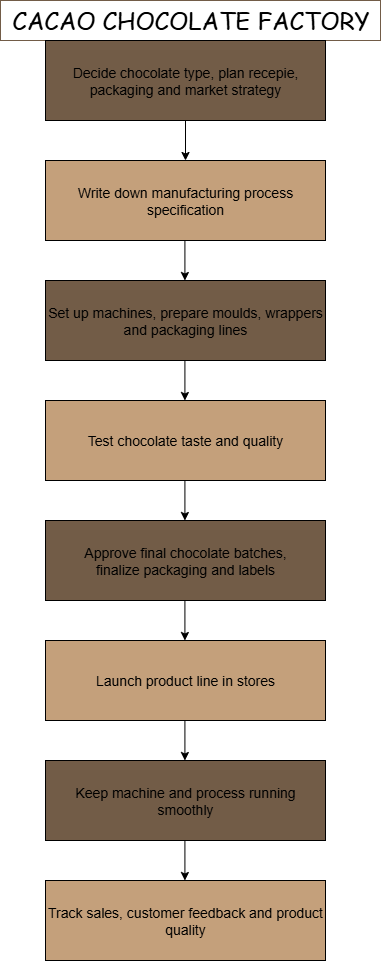 CACAO CHOCOLATE FACTORY
Decide chocolate type, plan recepie,
packaging and market strategy
Write down manufacturing process
specification
Set up machines, prepare moulds, wrappers
and packaging lines
Test chocolate taste and quality
Approve final chocolate batches,
finalize packaging and labels
Launch product line in stores
Keep machine and process running
smoothly
Track sales, customer feedback and product
quality